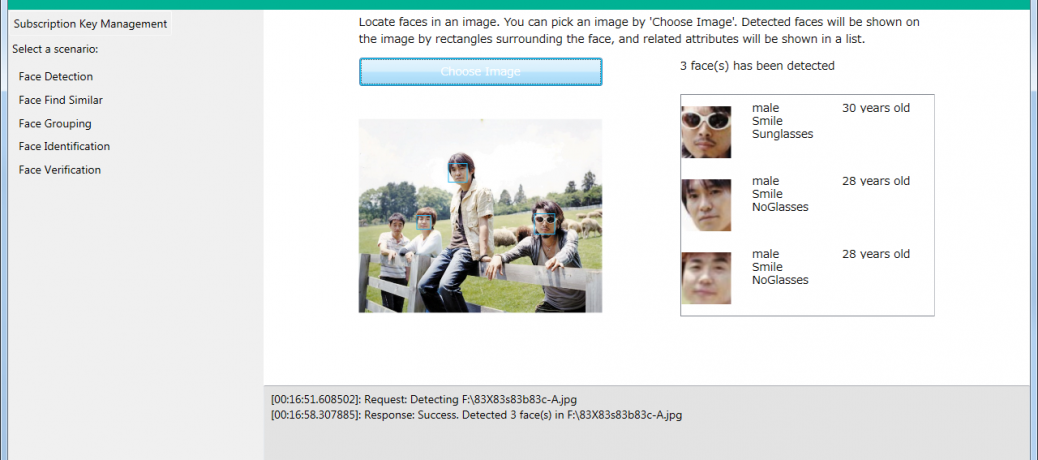 Subscription Key Management
Select a scenario:
Face Detection
Face Find Similar
Face Grouping
Face Identification
Face Verification
Locate faces in an image. You can pick an image by 'Choose Image'. Detected faces will be shown on
the image by rectangles surrounding the face, and related attributes will be shown in a list.
Choose Image
3 face(s) has been detected
male 30 years old
Smile
Sunglasses
male 28 years old
Smile
NoGlasses
male 28 years old
Smile
NoGlasses
[00:16:51.608502]: Request: Detecting F:\83X83s83b83c-A.jpg
[00:16:58.307885]: Response: Success. Detected 3 face(s) in F:\83X83s83b83c-A.jpg